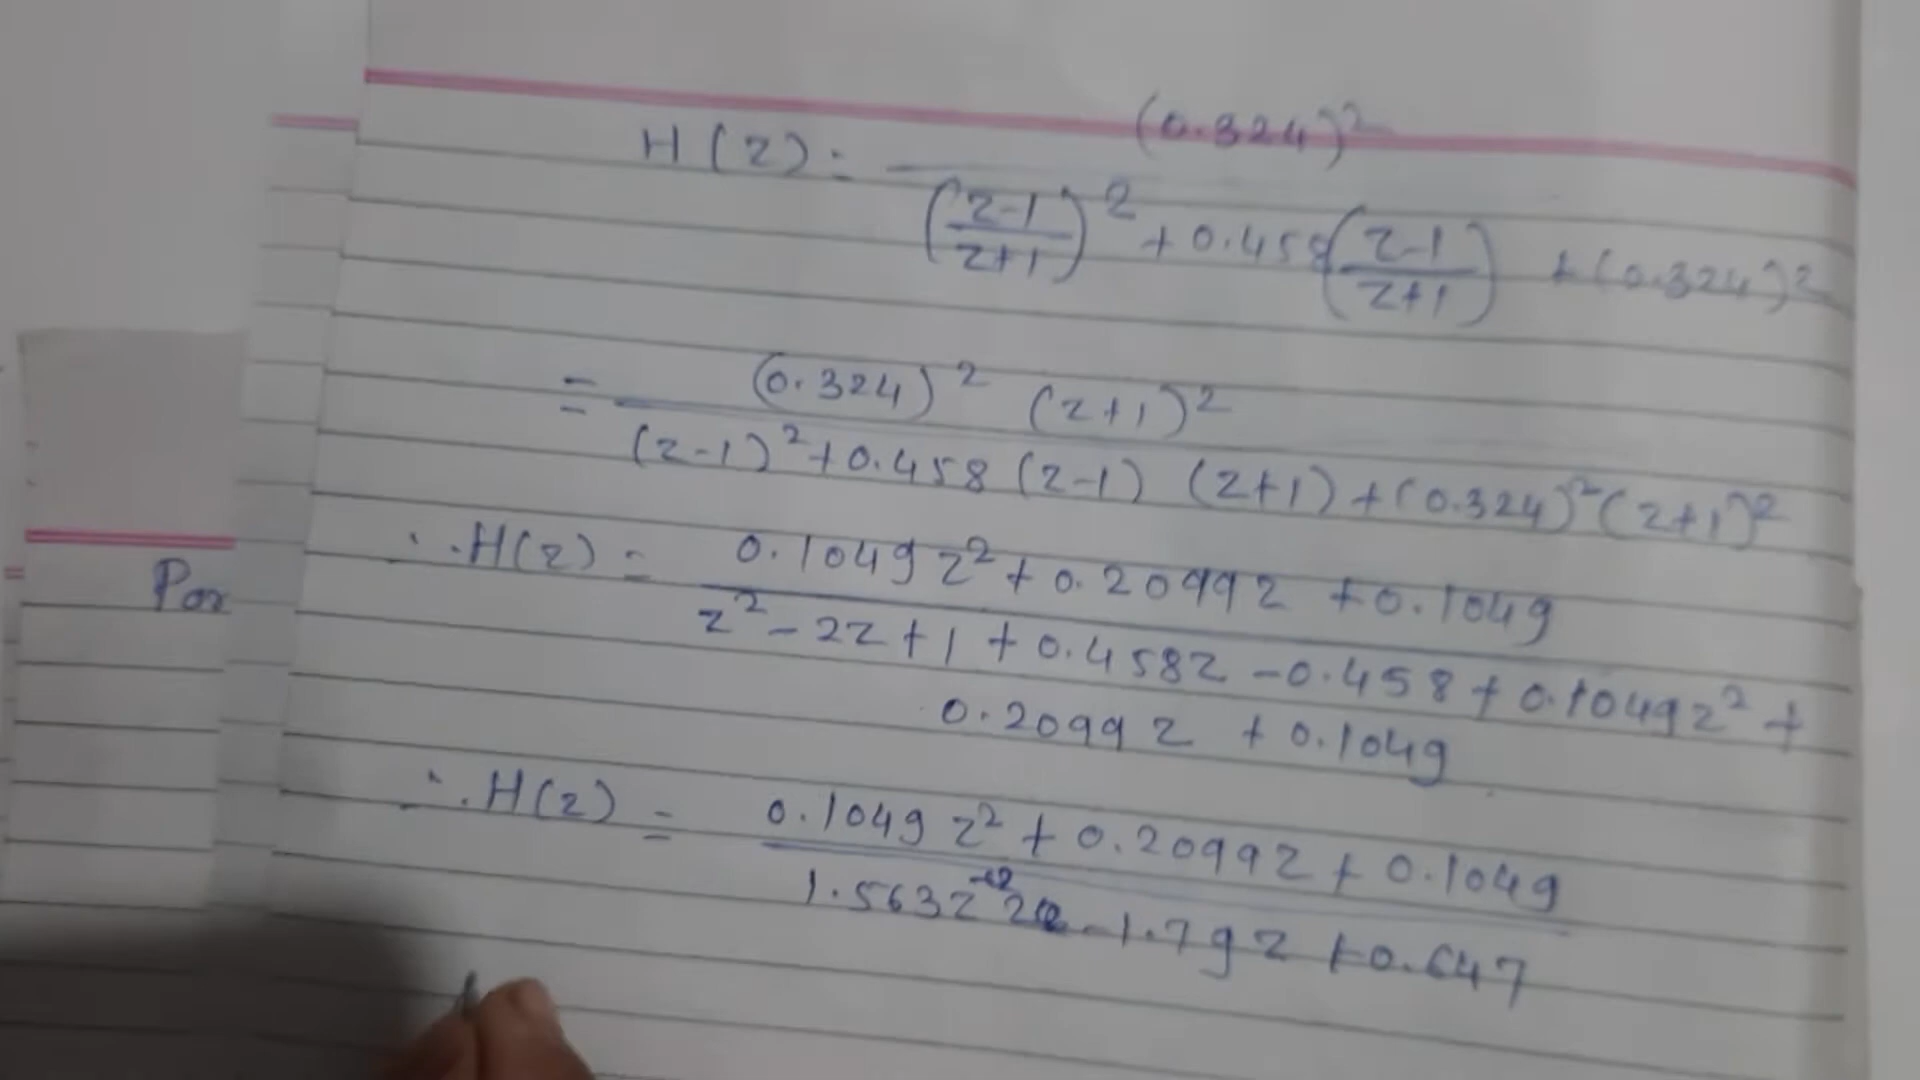 (0.324)²
H(z) = ―
(z-1/z+1)² + 0.458(z-1/z+1) + (0.324)²
= (0.324)² (z+1)²
(z-1)² + 0.458 (z-1) (z+1) + (0.324)² (z+1)²
∴ H(z) = 0.1049 z² + 0.2099z + 0.1049
z² - 2z + 1 + 0.458z - 0.458 + 0.1049z² +
0.2099 z + 0.1049
Por
∴ H(z) = 0.1049 z² + 0.2099z + 0.1049
1.563z² - 1.79z + 0.647